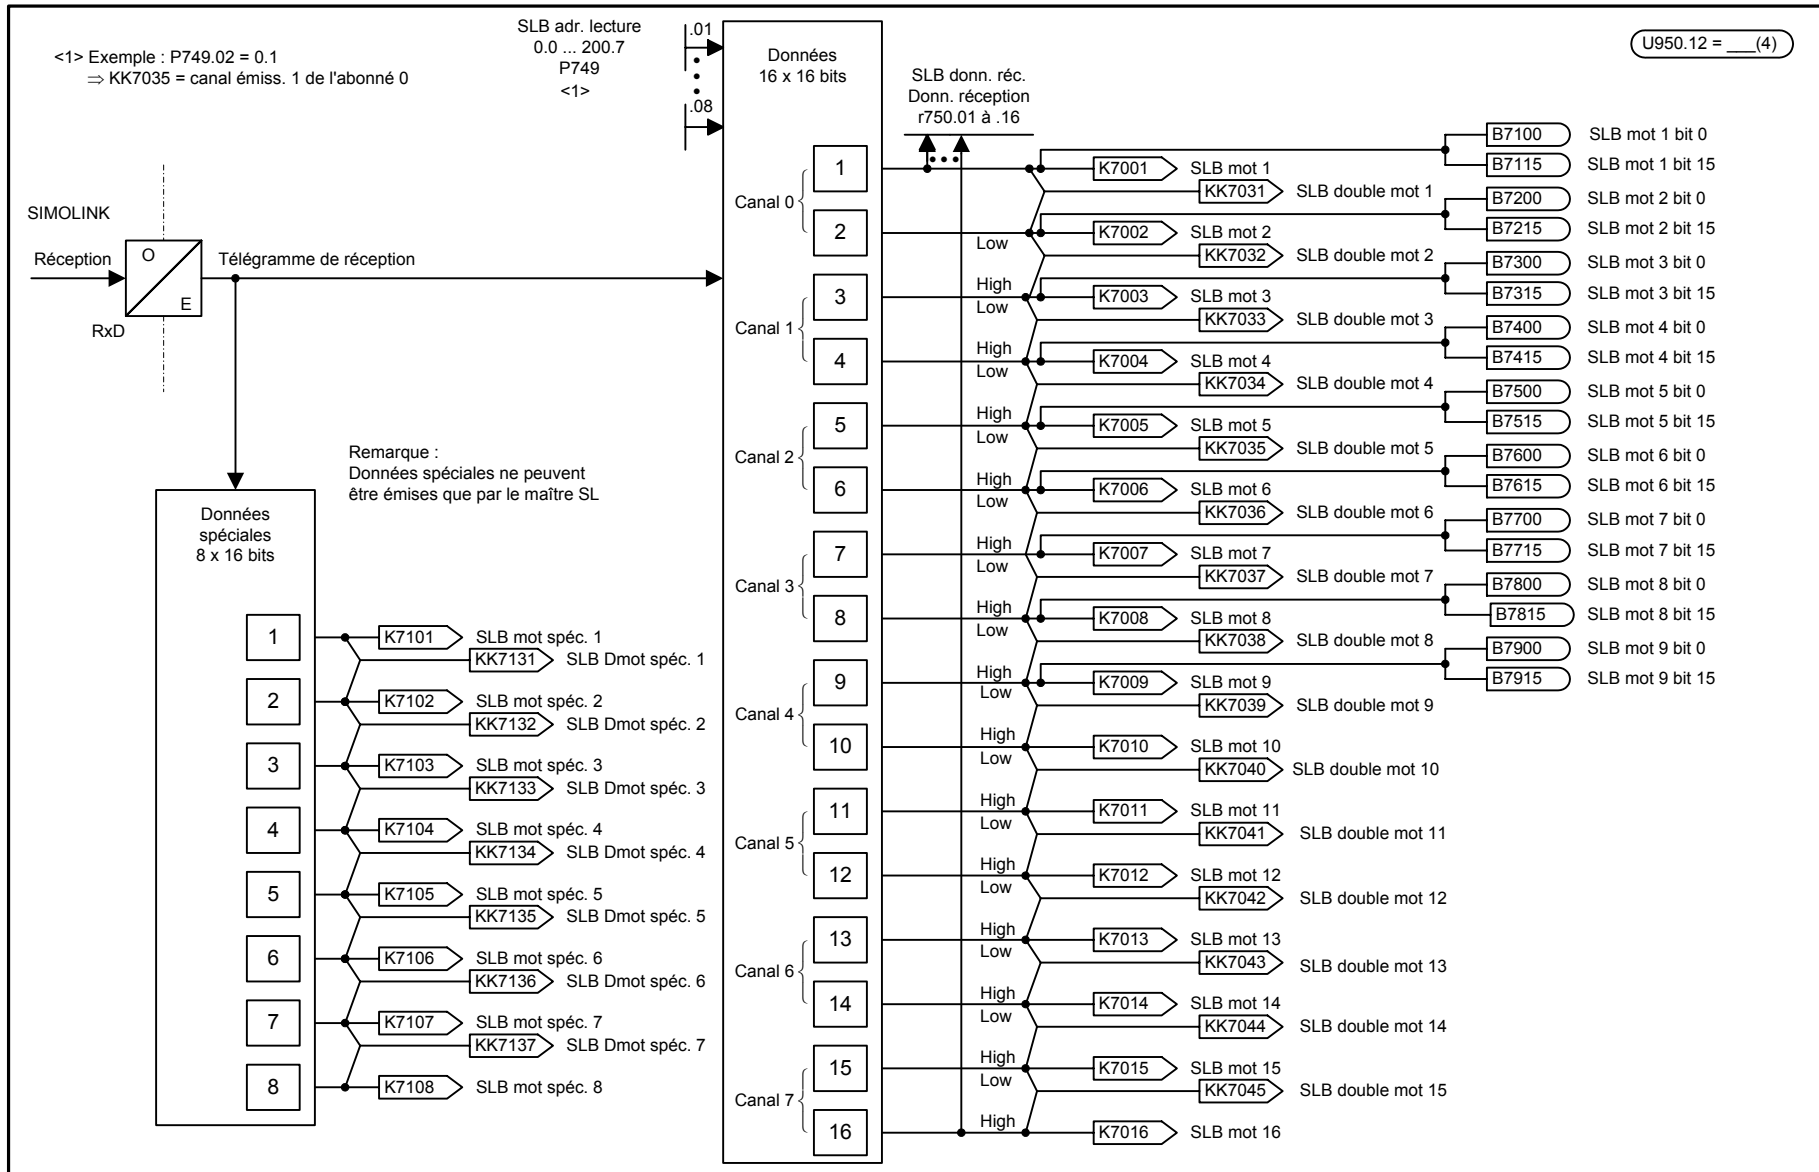 <1> Exemple : P749.02 = 0.1
⇒ KK7035 = canal émiss. 1 de l'abonné 0
SLB adr. lecture
0.0 ... 200.7
P749
<1>
.01
.08
Données
16 x 16 bits
SLB donn. réc.
Donn. réception
r750.01 à .16
U950.12 = ___(4)
SIMOLINK
Réception
O
E
RxD
Télégramme de réception
Remarque :
Données spéciales ne peuvent
être émises que par le maître SL
Données
spéciales
8 x 16 bits
1
K7101 SLB mot spéc. 1
KK7131 SLB Dmot spéc. 1
2
K7102 SLB mot spéc. 2
KK7132 SLB Dmot spéc. 2
3
K7103 SLB mot spéc. 3
KK7133 SLB Dmot spéc. 3
4
K7104 SLB mot spéc. 4
KK7134 SLB Dmot spéc. 4
5
K7105 SLB mot spéc. 5
KK7135 SLB Dmot spéc. 5
6
K7106 SLB mot spéc. 6
KK7136 SLB Dmot spéc. 6
7
K7107 SLB mot spéc. 7
KK7137 SLB Dmot spéc. 7
8
K7108 SLB mot spéc. 8
Canal 0
1
2
Canal 1
3
4
Canal 2
5
6
Canal 3
7
8
Canal 4
9
10
Canal 5
11
12
Canal 6
13
14
Canal 7
15
16
K7001 SLB mot 1
KK7031 SLB double mot 1
Low
K7002 SLB mot 2
KK7032 SLB double mot 2
High
Low
K7003 SLB mot 3
KK7033 SLB double mot 3
High
Low
K7004 SLB mot 4
KK7034 SLB double mot 4
High
Low
K7005 SLB mot 5
KK7035 SLB double mot 5
High
Low
K7006 SLB mot 6
KK7036 SLB double mot 6
High
Low
K7007 SLB mot 7
KK7037 SLB double mot 7
High
Low
K7008 SLB mot 8
KK7038 SLB double mot 8
High
Low
K7009 SLB mot 9
KK7039 SLB double mot 9
High
Low
K7010 SLB mot 10
KK7040 SLB double mot 10
High
Low
K7011 SLB mot 11
KK7041 SLB double mot 11
High
Low
K7012 SLB mot 12
KK7042 SLB double mot 12
High
Low
K7013 SLB mot 13
KK7043 SLB double mot 13
High
Low
K7014 SLB mot 14
KK7044 SLB double mot 14
High
Low
K7015 SLB mot 15
KK7045 SLB double mot 15
High
K7016 SLB mot 16
B7100 SLB mot 1 bit 0
B7115 SLB mot 1 bit 15
B7200 SLB mot 2 bit 0
B7215 SLB mot 2 bit 15
B7300 SLB mot 3 bit 0
B7315 SLB mot 3 bit 15
B7400 SLB mot 4 bit 0
B7415 SLB mot 4 bit 15
B7500 SLB mot 5 bit 0
B7515 SLB mot 5 bit 15
B7600 SLB mot 6 bit 0
B7615 SLB mot 6 bit 15
B7700 SLB mot 7 bit 0
B7715 SLB mot 7 bit 15
B7800 SLB mot 8 bit 0
B7815 SLB mot 8 bit 15
B7900 SLB mot 9 bit 0
B7915 SLB mot 9 bit 15